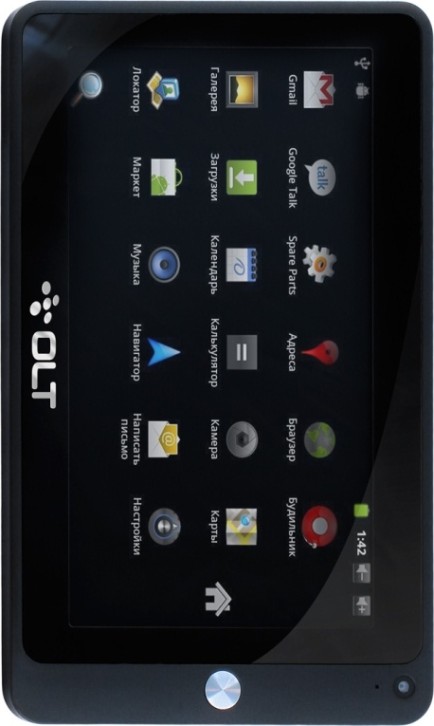 1:42
Gmail
talk
Google Talk
Spare Parts
Адреса
Браузер
Будильник
Галерея
Загрузки
Календарь
Калькулятор
Камера
Карты
Локатор
Маркет
Музыка
Навигатор
Написать
письмо
Настройки
OLT